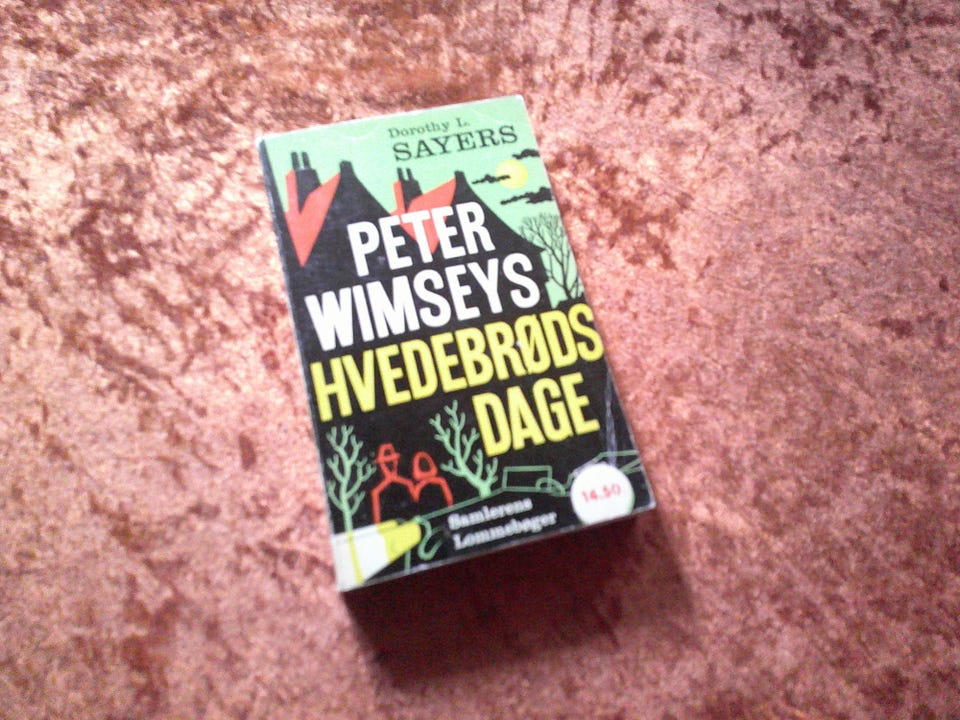 Dorothy L.
SAYERS
PETER
WIMSEYS
HVEDEBRØDS
DAGE
14.50
Samlerens
Lommebøger